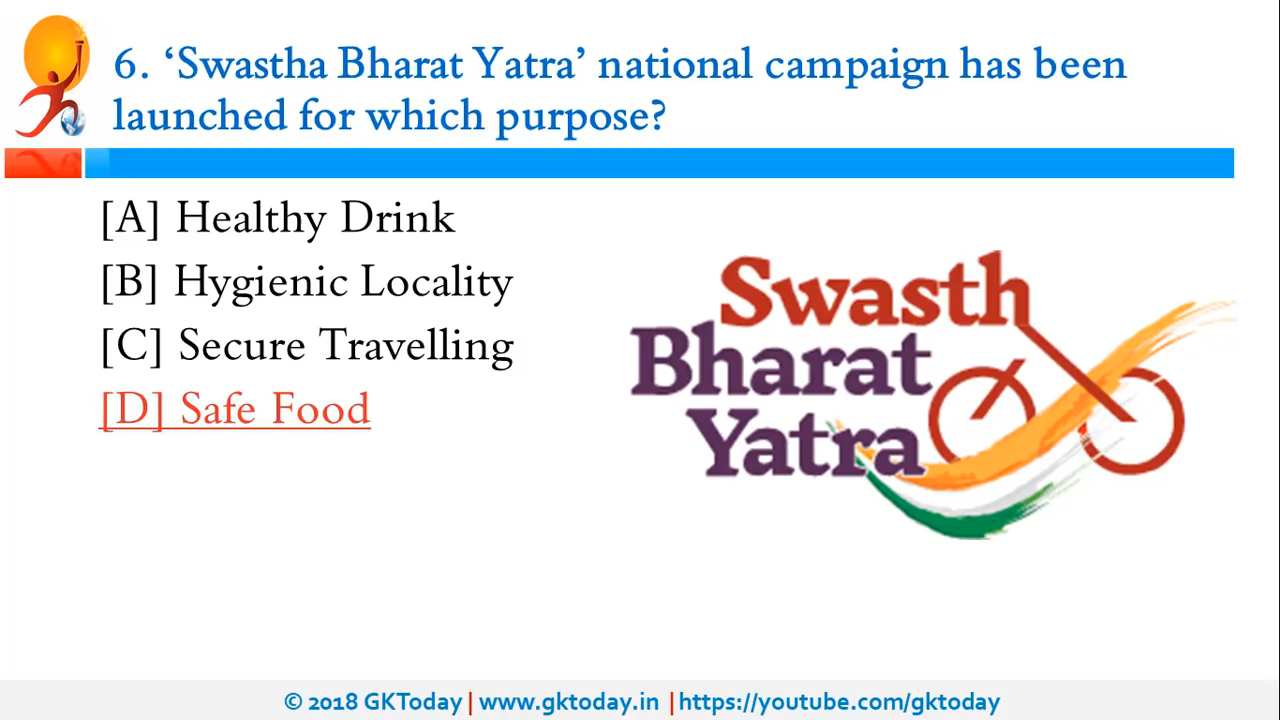 6. ‘Swastha Bharat Yatra’ national campaign has been
launched for which purpose?
[A] Healthy Drink
[B] Hygienic Locality
[C] Secure Travelling
[D] Safe Food
Swasth
Bharat
Yatra
© 2018 GKToday | www.gktoday.in | https://youtube.com/gktoday